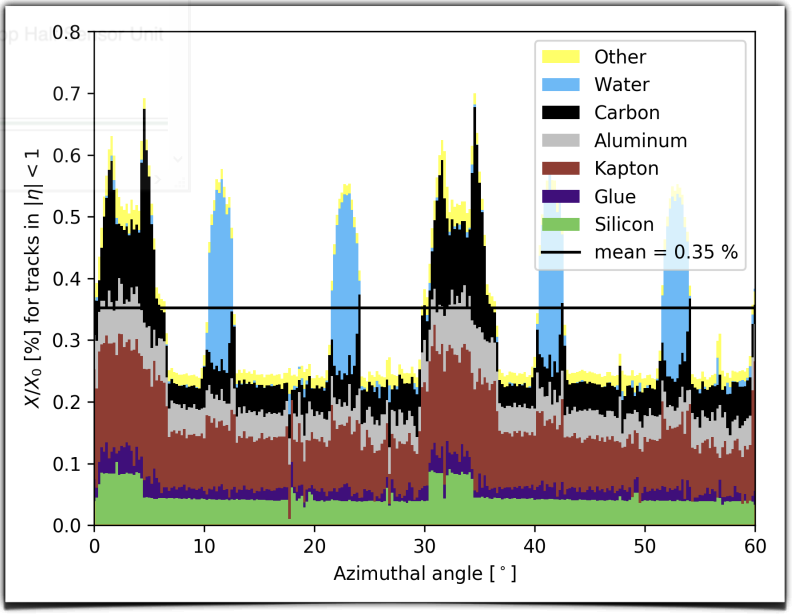 Other
Water
Carbon
Aluminum
Kapton
Glue
Silicon
mean = 0.35 %
X/X₀ [%] for tracks in |η| < 1
0.8
0.7
0.6
0.5
0.4
0.3
0.2
0.1
0.0
0 10 20 30 40 50 60
Azimuthal angle [°]